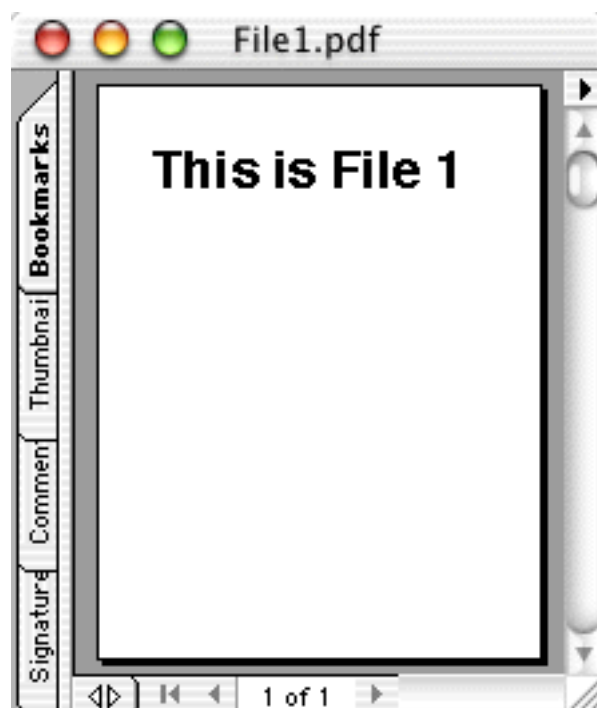 File1.pdf
This is File 1
Bookmarks
Thumbnai
Commen
Signature
1 of 1